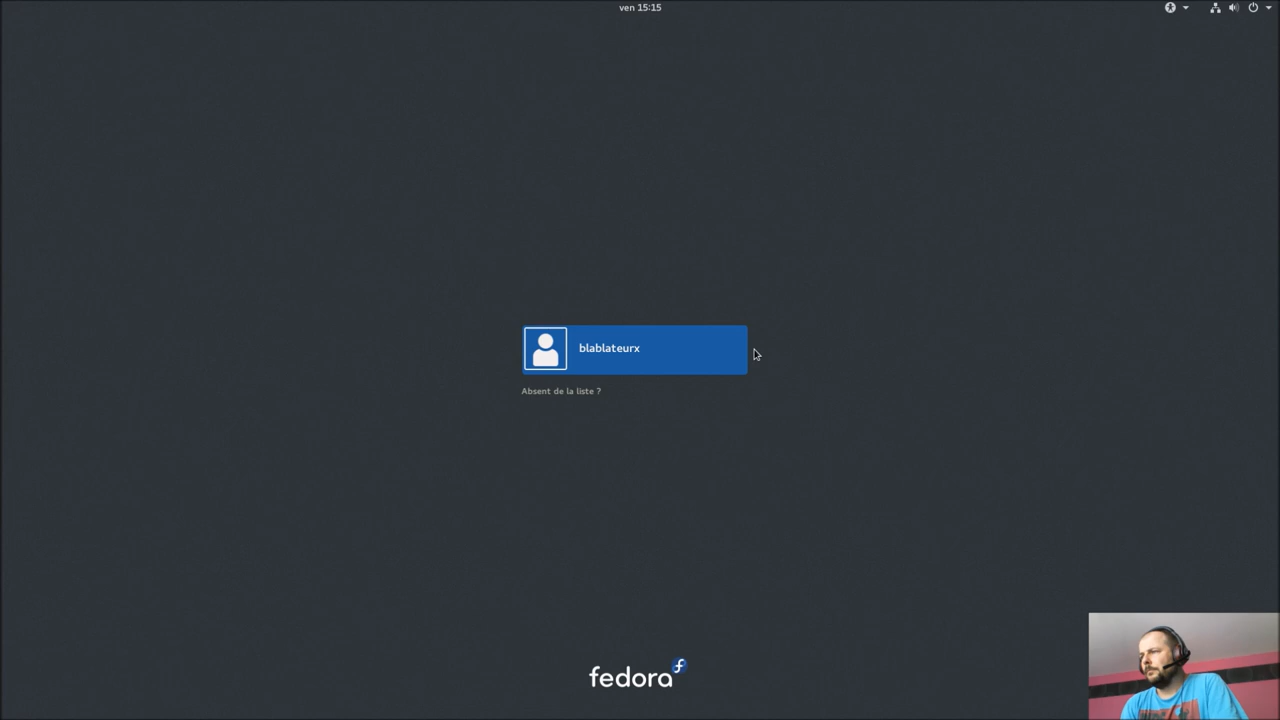 ven 15:15
blablateurx
Absent de la liste ?
fedora